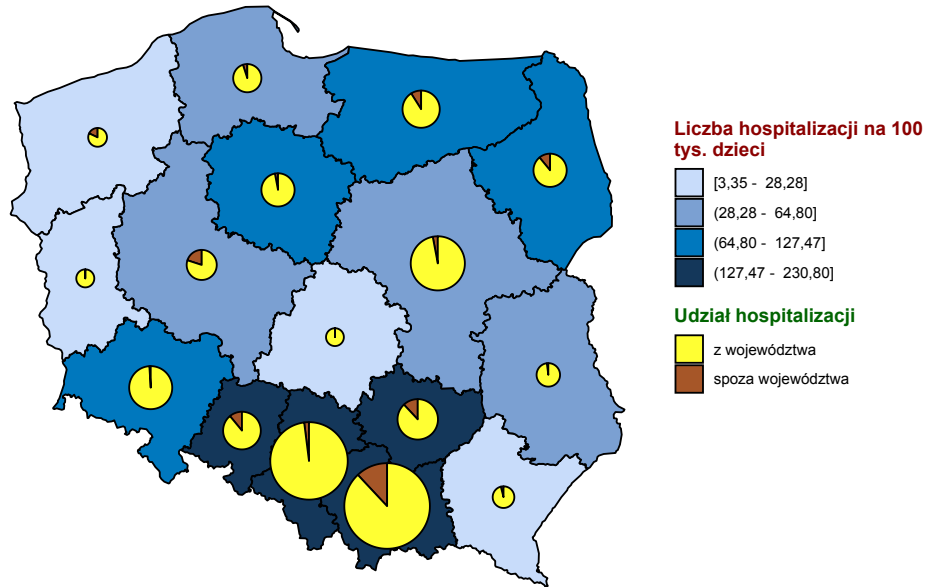 Liczba hospitalizacji na 100
tys. dzieci
[3,35 - 28,28]
(28,28 - 64,80]
(64,80 - 127,47]
(127,47 - 230,80]
Udział hospitalizacji
z województwa
spoza województwa